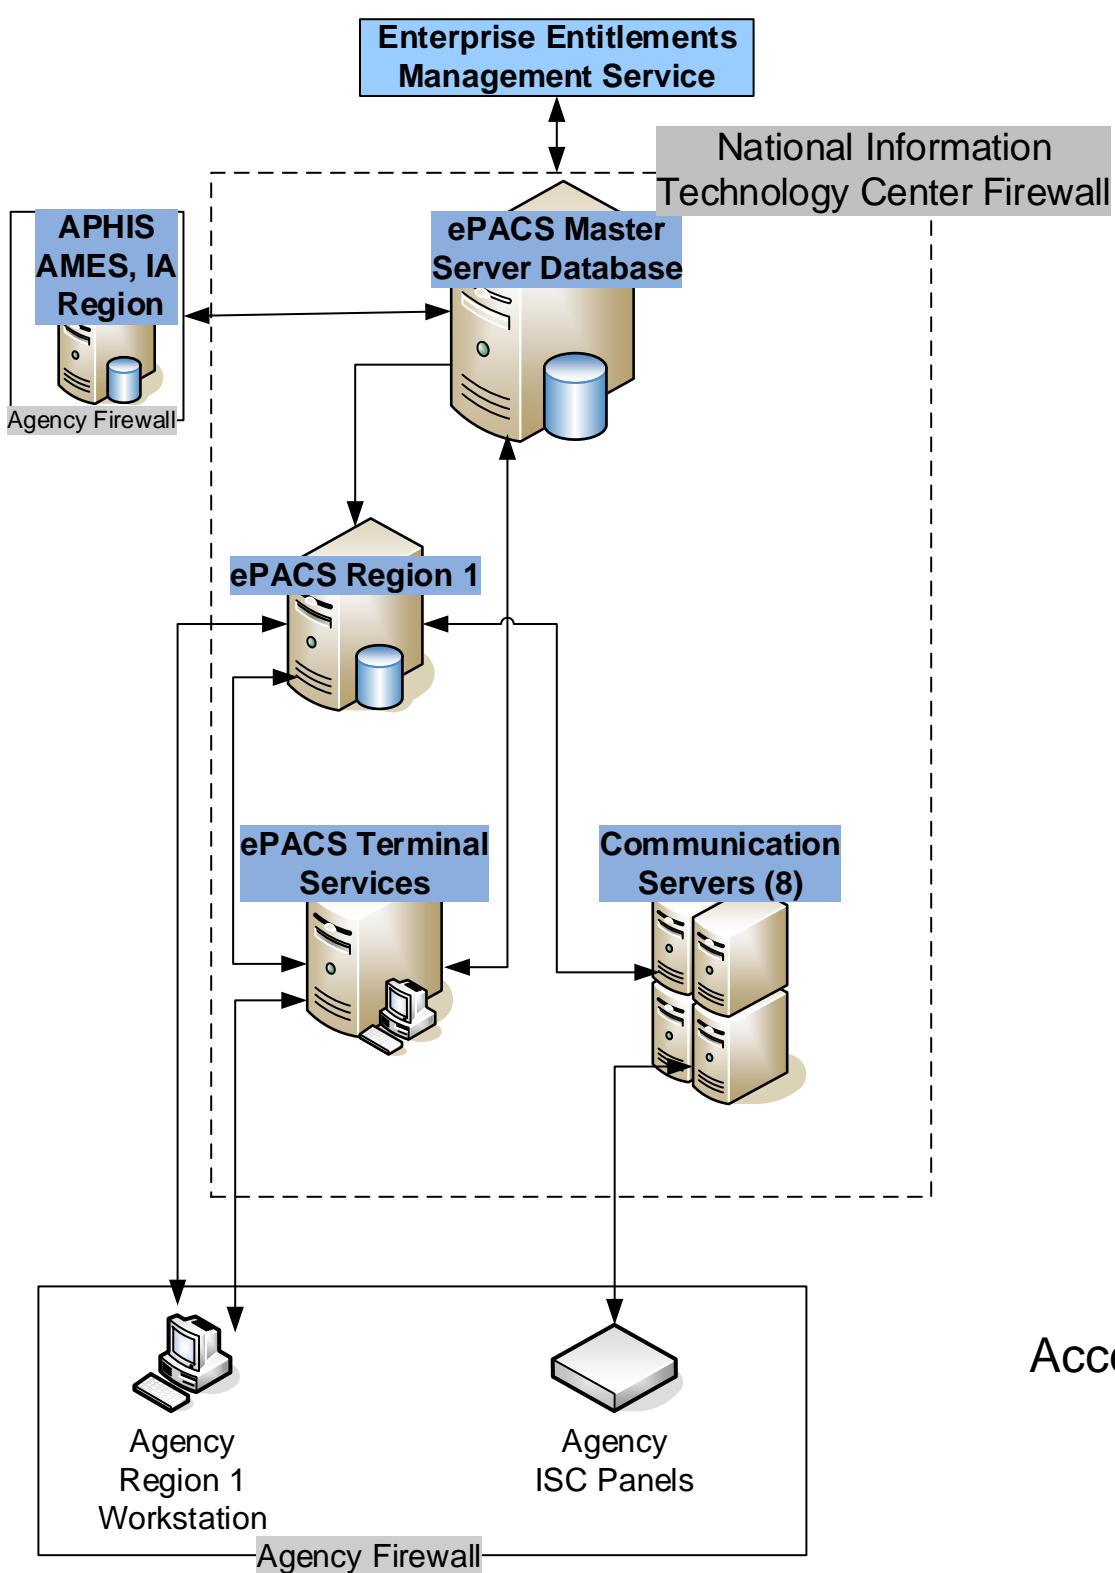 Enterprise Entitlements
Management Service
National Information
Technology Center Firewall
APHIS
AMES, IA
Region
Agency Firewall
ePACS Master
Server Database
ePACS Region 1
ePACS Terminal
Services
Communication
Servers (8)
Agency
Region 1
Workstation
Agency
ISC Panels
Agency Firewall